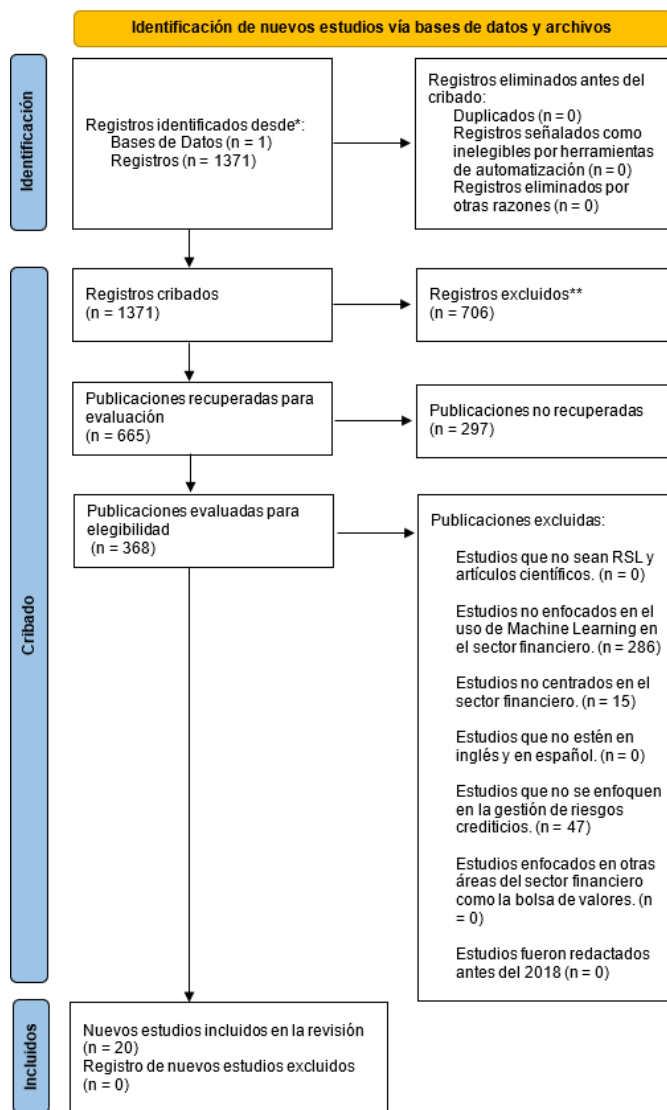 Identificación de nuevos estudios vía bases de datos y archivos
Identificación
Registros identificados desde*:
Bases de Datos (n = 1)
Registros (n = 1371)
Registros eliminados antes del
cribado:
Duplicados (n = 0)
Registros señalados como
inelegibles por herramientas
de automatización (n = 0)
Registros eliminados por
otras razones (n = 0)
Cribado
Registros cribados
(n = 1371)
Registros excluidos**
(n = 706)
Publicaciones recuperadas para
evaluación
(n = 665)
Publicaciones no recuperadas
(n = 297)
Publicaciones evaluadas para
elegibilidad
(n = 368)
Publicaciones excluidas:
Estudios que no sean RSL y
artículos científicos. (n = 0)
Estudios no enfocados en el
uso de Machine Learning en
el sector financiero. (n = 286)
Estudios no centrados en el
sector financiero. (n = 15)
Estudios que no estén en
inglés y en español. (n = 0)
Estudios que no se enfoquen
en la gestión de riesgos
crediticios. (n = 47)
Estudios enfocados en otras
áreas del sector financiero
como la bolsa de valores. (n
= 0)
Estudios fueron redactados
antes del 2018 (n = 0)
Incluidos
Nuevos estudios incluidos en la revisión
(n = 20)
Registro de nuevos estudios excluidos
(n = 0)